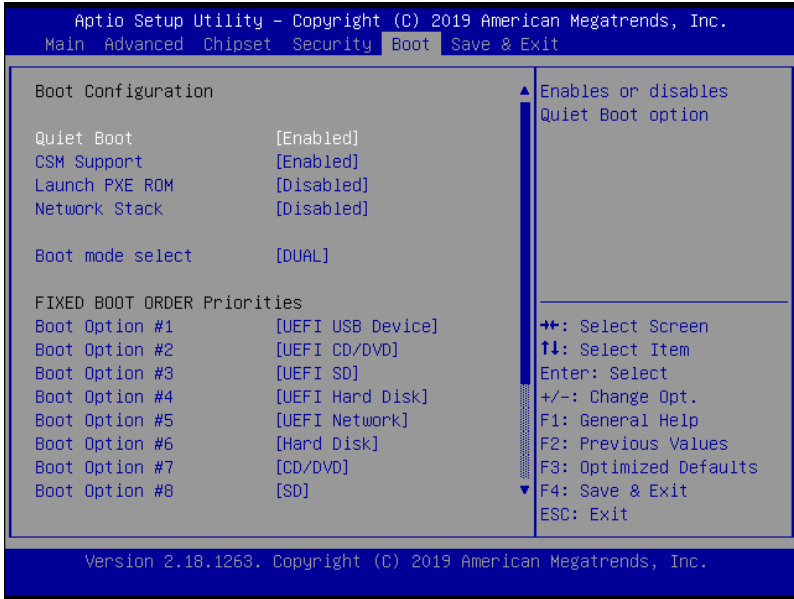 Aptio Setup Utility – Copyright (C) 2019 American Megatrends, Inc.
Main Advanced Chipset Security Boot Save & Exit
Boot Configuration
Quiet Boot [Enabled]
CSM Support [Enabled]
Launch PXE ROM [Disabled]
Network Stack [Disabled]
Boot mode select [DUAL]
FIXED BOOT ORDER Priorities
Boot Option #1 [UEFI USB Device]
Boot Option #2 [UEFI CD/DVD]
Boot Option #3 [UEFI SD]
Boot Option #4 [UEFI Hard Disk]
Boot Option #5 [UEFI Network]
Boot Option #6 [Hard Disk]
Boot Option #7 [CD/DVD]
Boot Option #8 [SD]
Enables or disables
Quiet Boot option
→←: Select Screen
↑↓: Select Item
Enter: Select
+/-: Change Opt.
F1: General Help
F2: Previous Values
F3: Optimized Defaults
F4: Save & Exit
ESC: Exit
Version 2.18.1263. Copyright (C) 2019 American Megatrends, Inc.